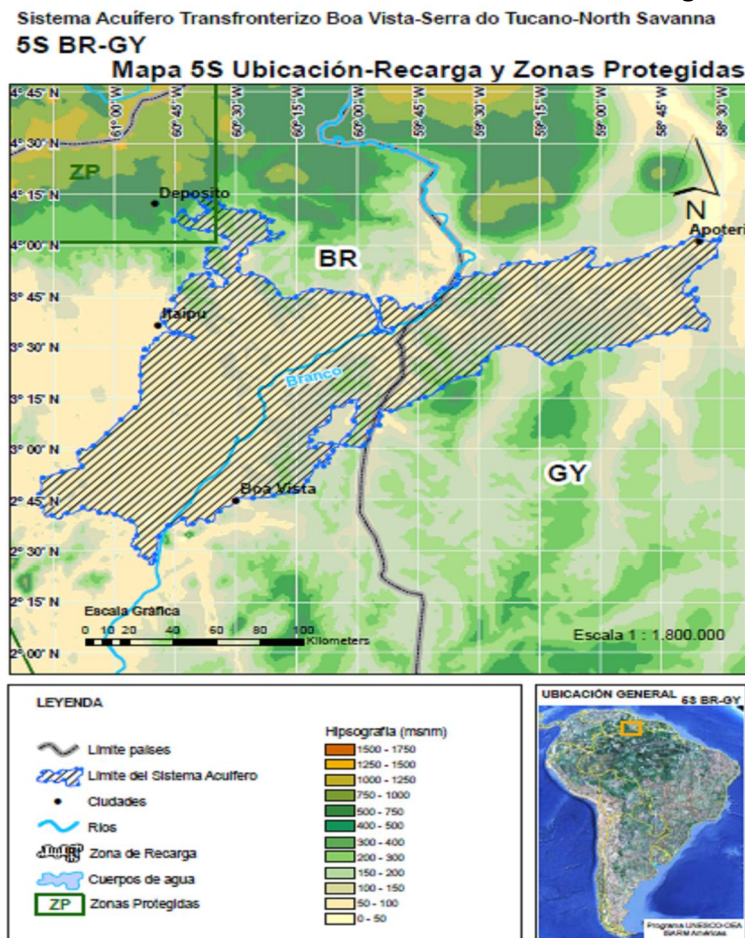 Sistema Acuífero Transfronterizo Boa Vista-Serra do Tucano-North Savanna
5S BR-GY
Mapa 5S Ubicación-Recarga y Zonas Protegidas
4° 45' N
4° 30' N
4° 15' N
4° 00' N
3° 45' N
3° 30' N
3° 15' N
3° 00' N
2° 45' N
2° 30' N
2° 15' N
2° 00' N
61° 00' W
60° 45' W
60° 30' W
60° 15' W
60° 00' W
59° 45' W
59° 30' W
59° 15' W
59° 00' W
58° 45' W
58° 30' W
ZP
Deposito
N
Apoteri
BR
Itaipu
Branco
GY
Boa Vista
Escala Gráfica
0 10 20 40 60 80 100
Kilometers
Escala 1 : 1.800.000
LEYENDA
Límite países
Límite del Sistema Acuífero
Ciudades
Ríos
Zona de Recarga
Cuerpos de agua
ZP Zonas Protegidas
Hipsografía (msnm)
1500 - 1750
1250 - 1500
1000 - 1250
750 - 1000
500 - 750
400 - 500
300 - 400
200 - 300
150 - 200
100 - 150
50 - 100
0 - 50
UBICACIÓN GENERAL 5S BR-GY
Programa UNESCO-OEA
ISARM Américas